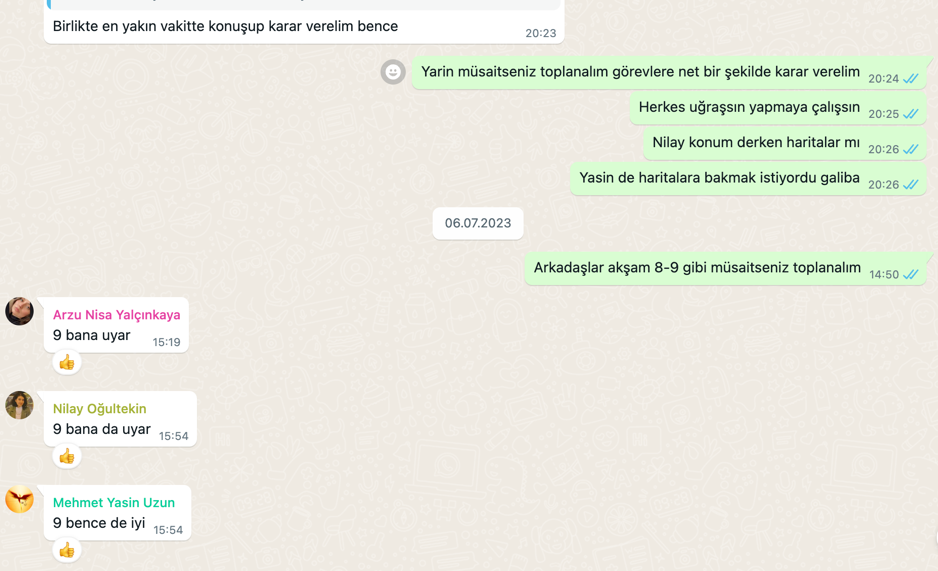 Birlikte en yakın vakitte konuşup karar verelim bence
20:23
Yarin müsaitseniz toplanalım görevlere net bir şekilde karar verelim 20:24
Herkes uğraşsın yapmaya çalışsın 20:25
Nilay konum derken haritalar mı 20:26
Yasin de haritalara bakmak istiyordu galiba 20:26
06.07.2023
Arkadaşlar akşam 8-9 gibi müsaitseniz toplanalım 14:50
Arzu Nisa Yalçınkaya
9 bana uyar 15:19
Nilay Oğultekin
9 bana da uyar 15:54
Mehmet Yasin Uzun
9 bence de iyi 15:54